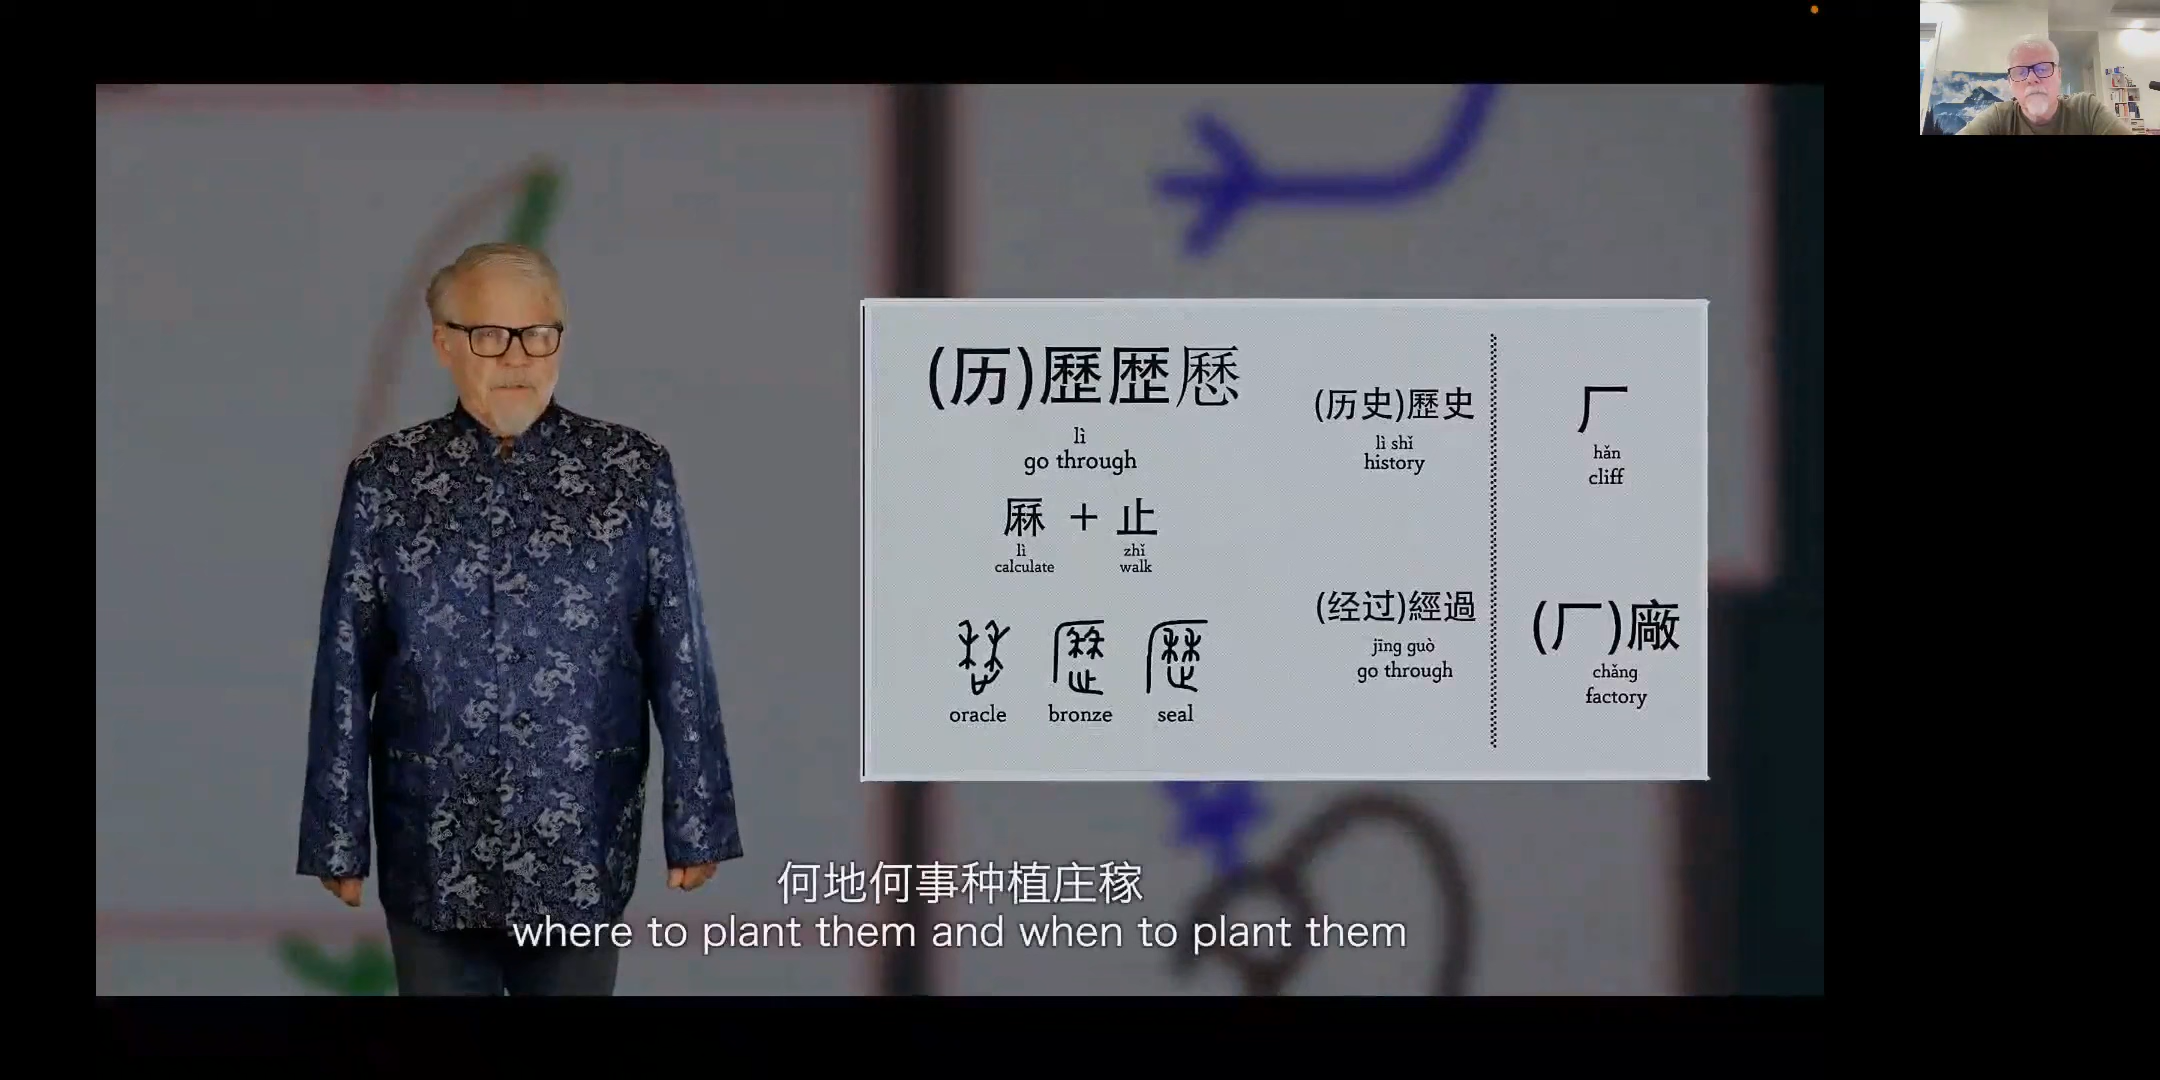 (历)歷歴㦄
lì
go through
厤 + 止
lì
calculate
zhǐ
walk
oracle
bronze
seal
(历史)歷史
lì shǐ
history
(经过)經過
jīng guò
go through
厂
hǎn
cliff
(厂)廠
chǎng
factory
何地何事种植庄稼
where to plant them and when to plant them